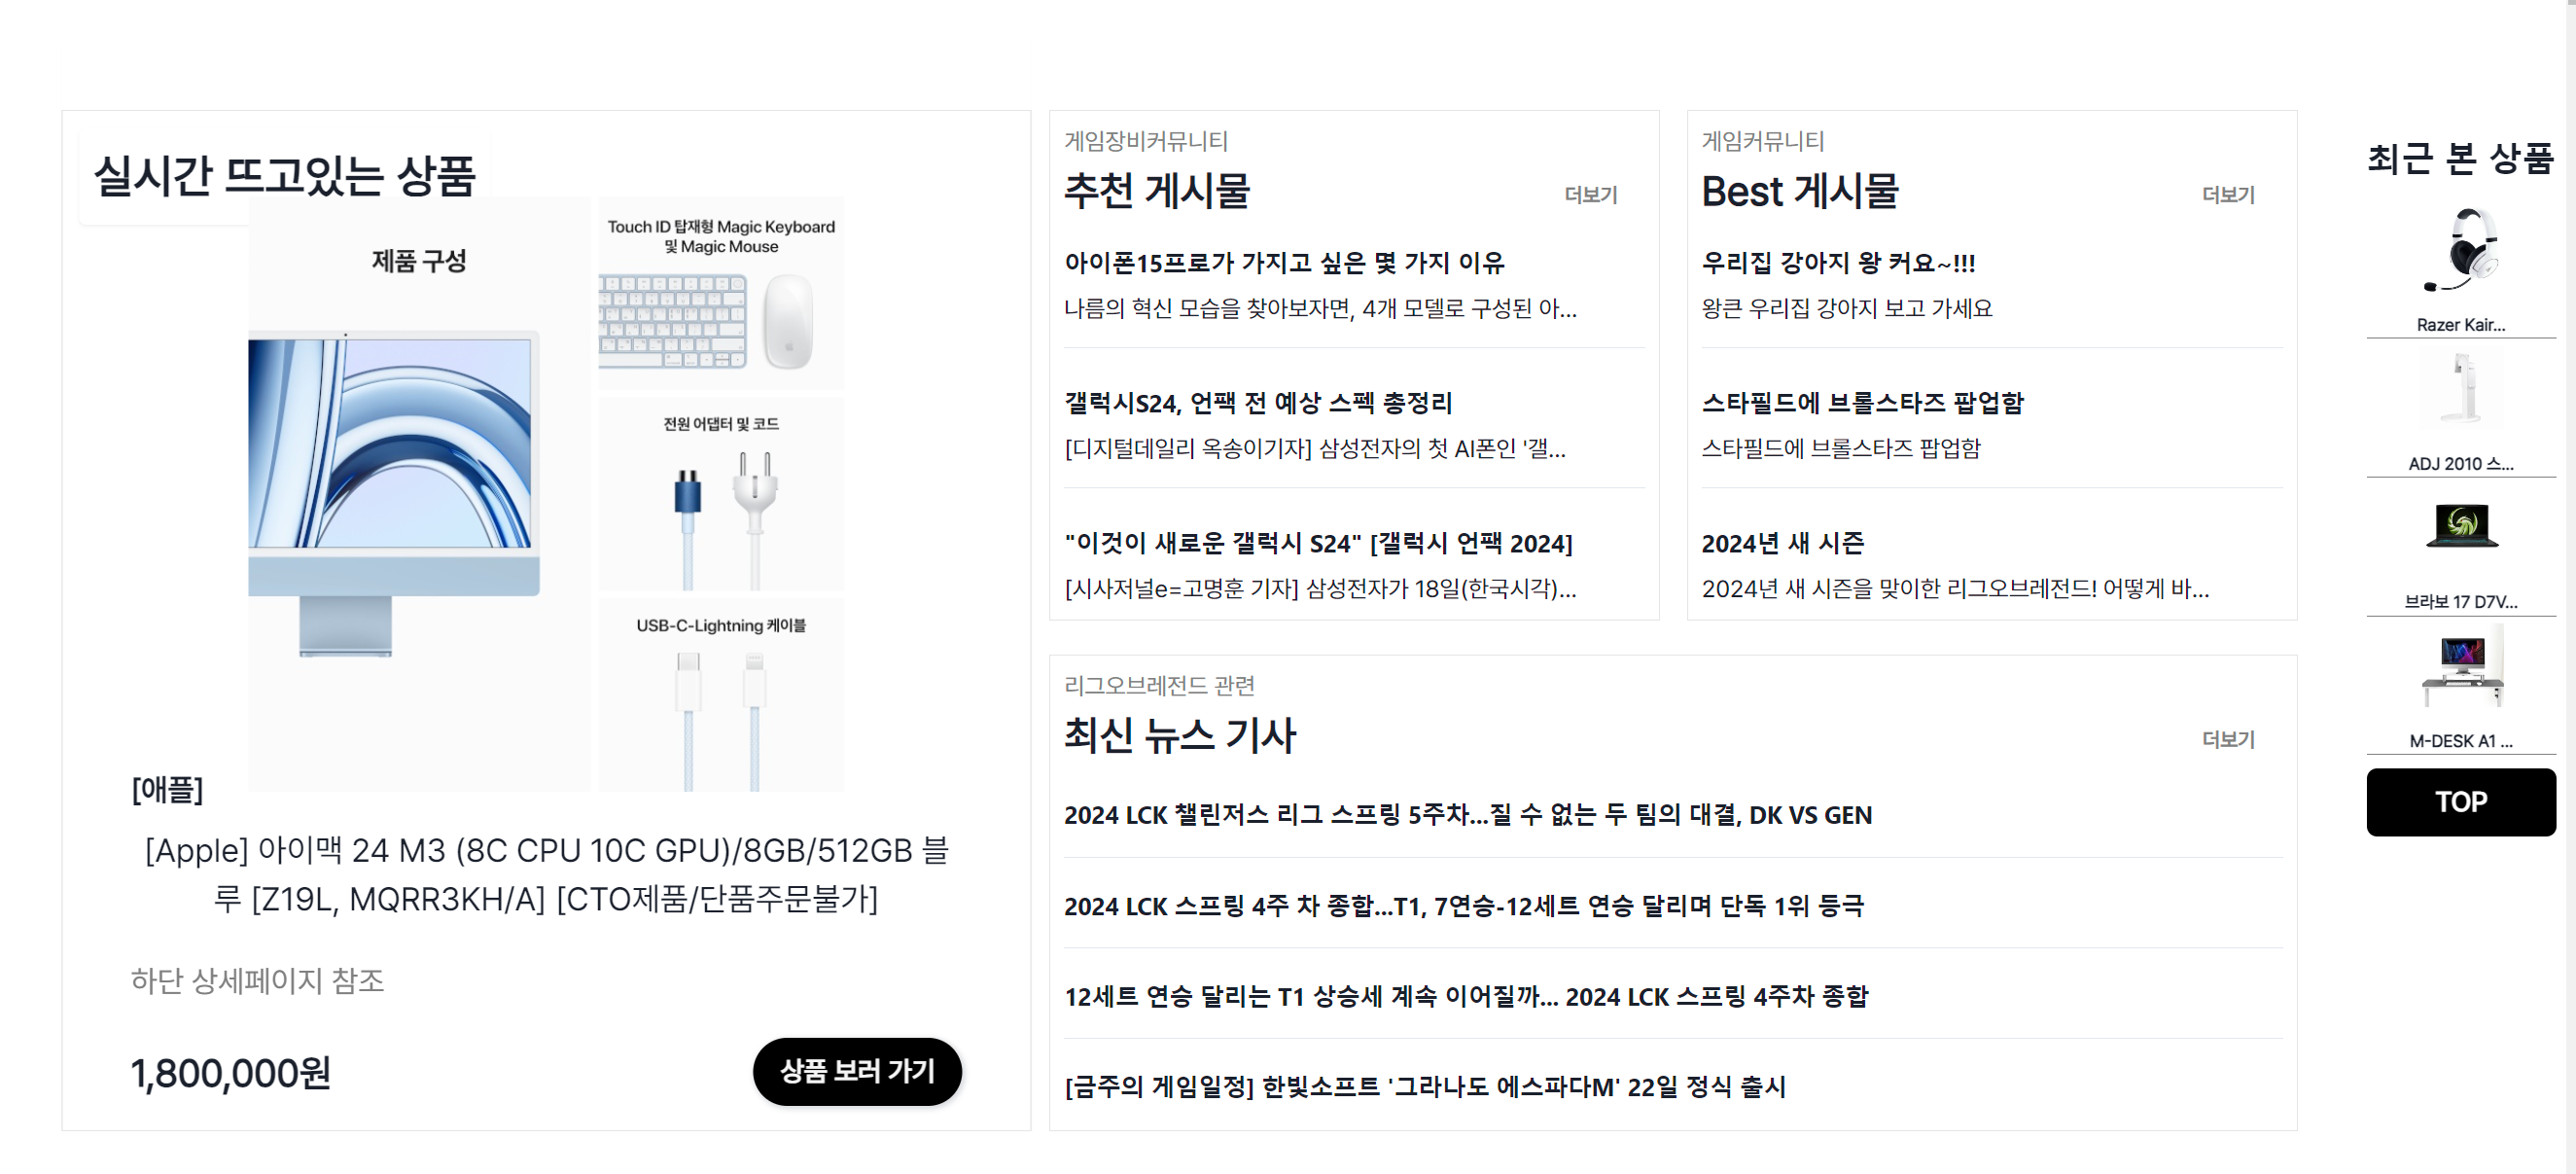 실시간 뜨고있는 상품
제품 구성
Touch ID 탑재형 Magic Keyboard
및 Magic Mouse
전원 어댑터 및 코드
USB-C-Lightning 케이블
[애플]
[Apple] 아이맥 24 M3 (8C CPU 10C GPU)/8GB/512GB 블
루 [Z19L, MQRR3KH/A] [CTO제품/단품주문불가]
하단 상세페이지 참조
1,800,000원
상품 보러 가기
게임장비커뮤니티
추천 게시물
더보기
아이폰15프로가 가지고 싶은 몇 가지 이유
나름의 혁신 모습을 찾아보자면, 4개 모델로 구성된 아...
갤럭시S24, 언팩 전 예상 스펙 총정리
[디지털데일리 옥송이기자] 삼성전자의 첫 AI폰인 '갤...
"이것이 새로운 갤럭시 S24" [갤럭시 언팩 2024]
[시사저널e=고명훈 기자] 삼성전자가 18일(한국시각)...
게임커뮤니티
Best 게시물
더보기
우리집 강아지 왕 커요~!!!
왕큰 우리집 강아지 보고 가세요
스타필드에 브롤스타즈 팝업함
스타필드에 브롤스타즈 팝업함
2024년 새 시즌
2024년 새 시즌을 맞이한 리그오브레전드! 어떻게 바...
리그오브레전드 관련
최신 뉴스 기사
더보기
2024 LCK 챌린저스 리그 스프링 5주차...질 수 없는 두 팀의 대결, DK VS GEN
2024 LCK 스프링 4주 차 종합...T1, 7연승-12세트 연승 달리며 단독 1위 등극
12세트 연승 달리는 T1 상승세 계속 이어질까... 2024 LCK 스프링 4주차 종합
[금주의 게임일정] 한빛소프트 '그라나도 에스파다M' 22일 정식 출시
최근 본 상품
Razer Kair...
ADJ 2010 스...
브라보 17 D7V...
M-DESK A1 ...
TOP